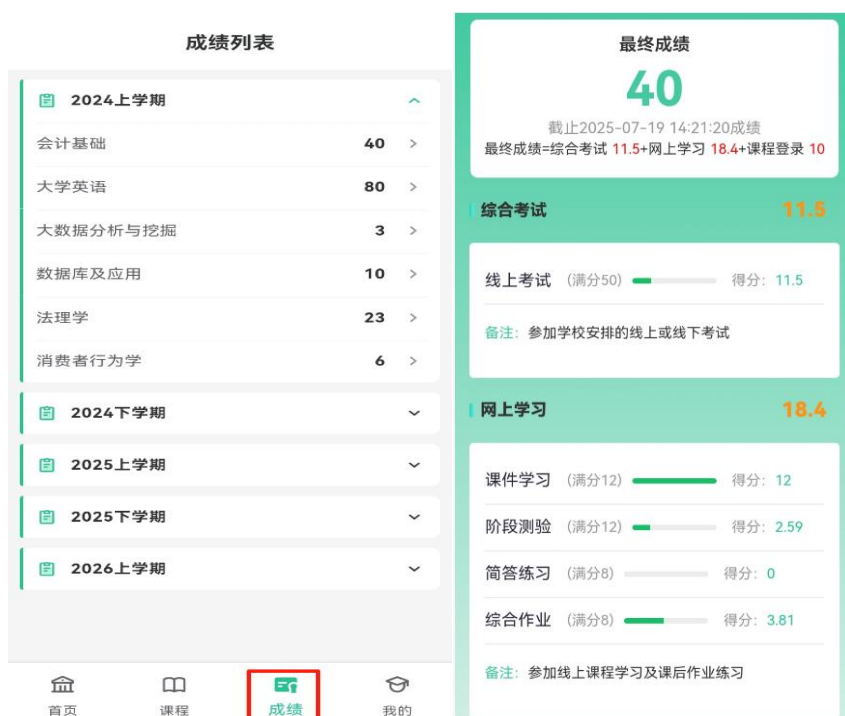 成绩列表
2024上学期
会计基础 40
大学英语 80
大数据分析与挖掘 3
数据库及应用 10
法理学 23
消费者行为学 6
2024下学期
2025上学期
2025下学期
2026上学期
首页 课程 成绩 我的
最终成绩
40
截止2025-07-19 14:21:20成绩
最终成绩=综合考试 11.5+网上学习 18.4+课程登录 10
综合考试 11.5
线上考试 (满分50) 得分: 11.5
备注: 参加学校安排的线上或线下考试
网上学习 18.4
课件学习 (满分12) 得分: 12
阶段测验 (满分12) 得分: 2.59
简答练习 (满分8) 得分: 0
综合作业 (满分8) 得分: 3.81
备注: 参加线上课程学习及课后作业练习